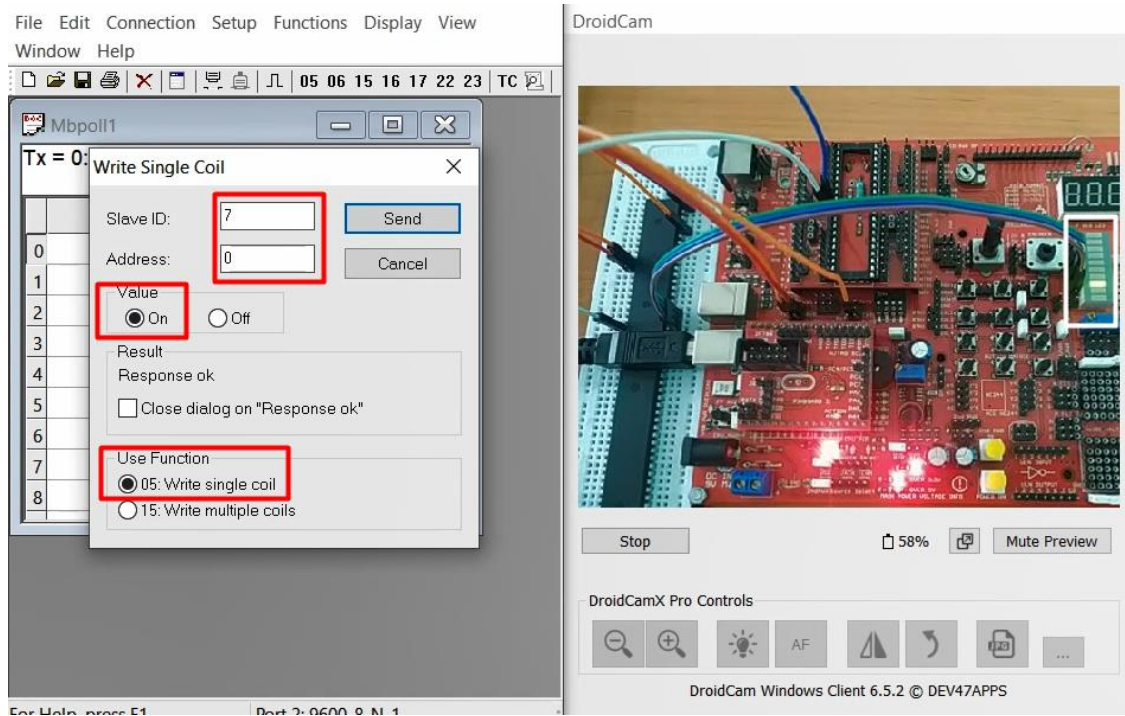 File Edit Connection Setup Functions Display View
Window Help
05 06 15 16 17 22 23 TC
Mbpoll1
Tx = 0:
Write Single Coil
Slave ID:
7
Send
Address:
0
Cancel
Value
On
Off
Result
Response ok
Close dialog on "Response ok"
Use Function
05: Write single coil
15: Write multiple coils
0
1
2
3
4
5
6
7
8
For Help, press F1
Port 2: 9600-8-N-1
DroidCam
Stop
58%
Mute Preview
DroidCamX Pro Controls
AF
JPG
...
DroidCam Windows Client 6.5.2 © DEV47APPS